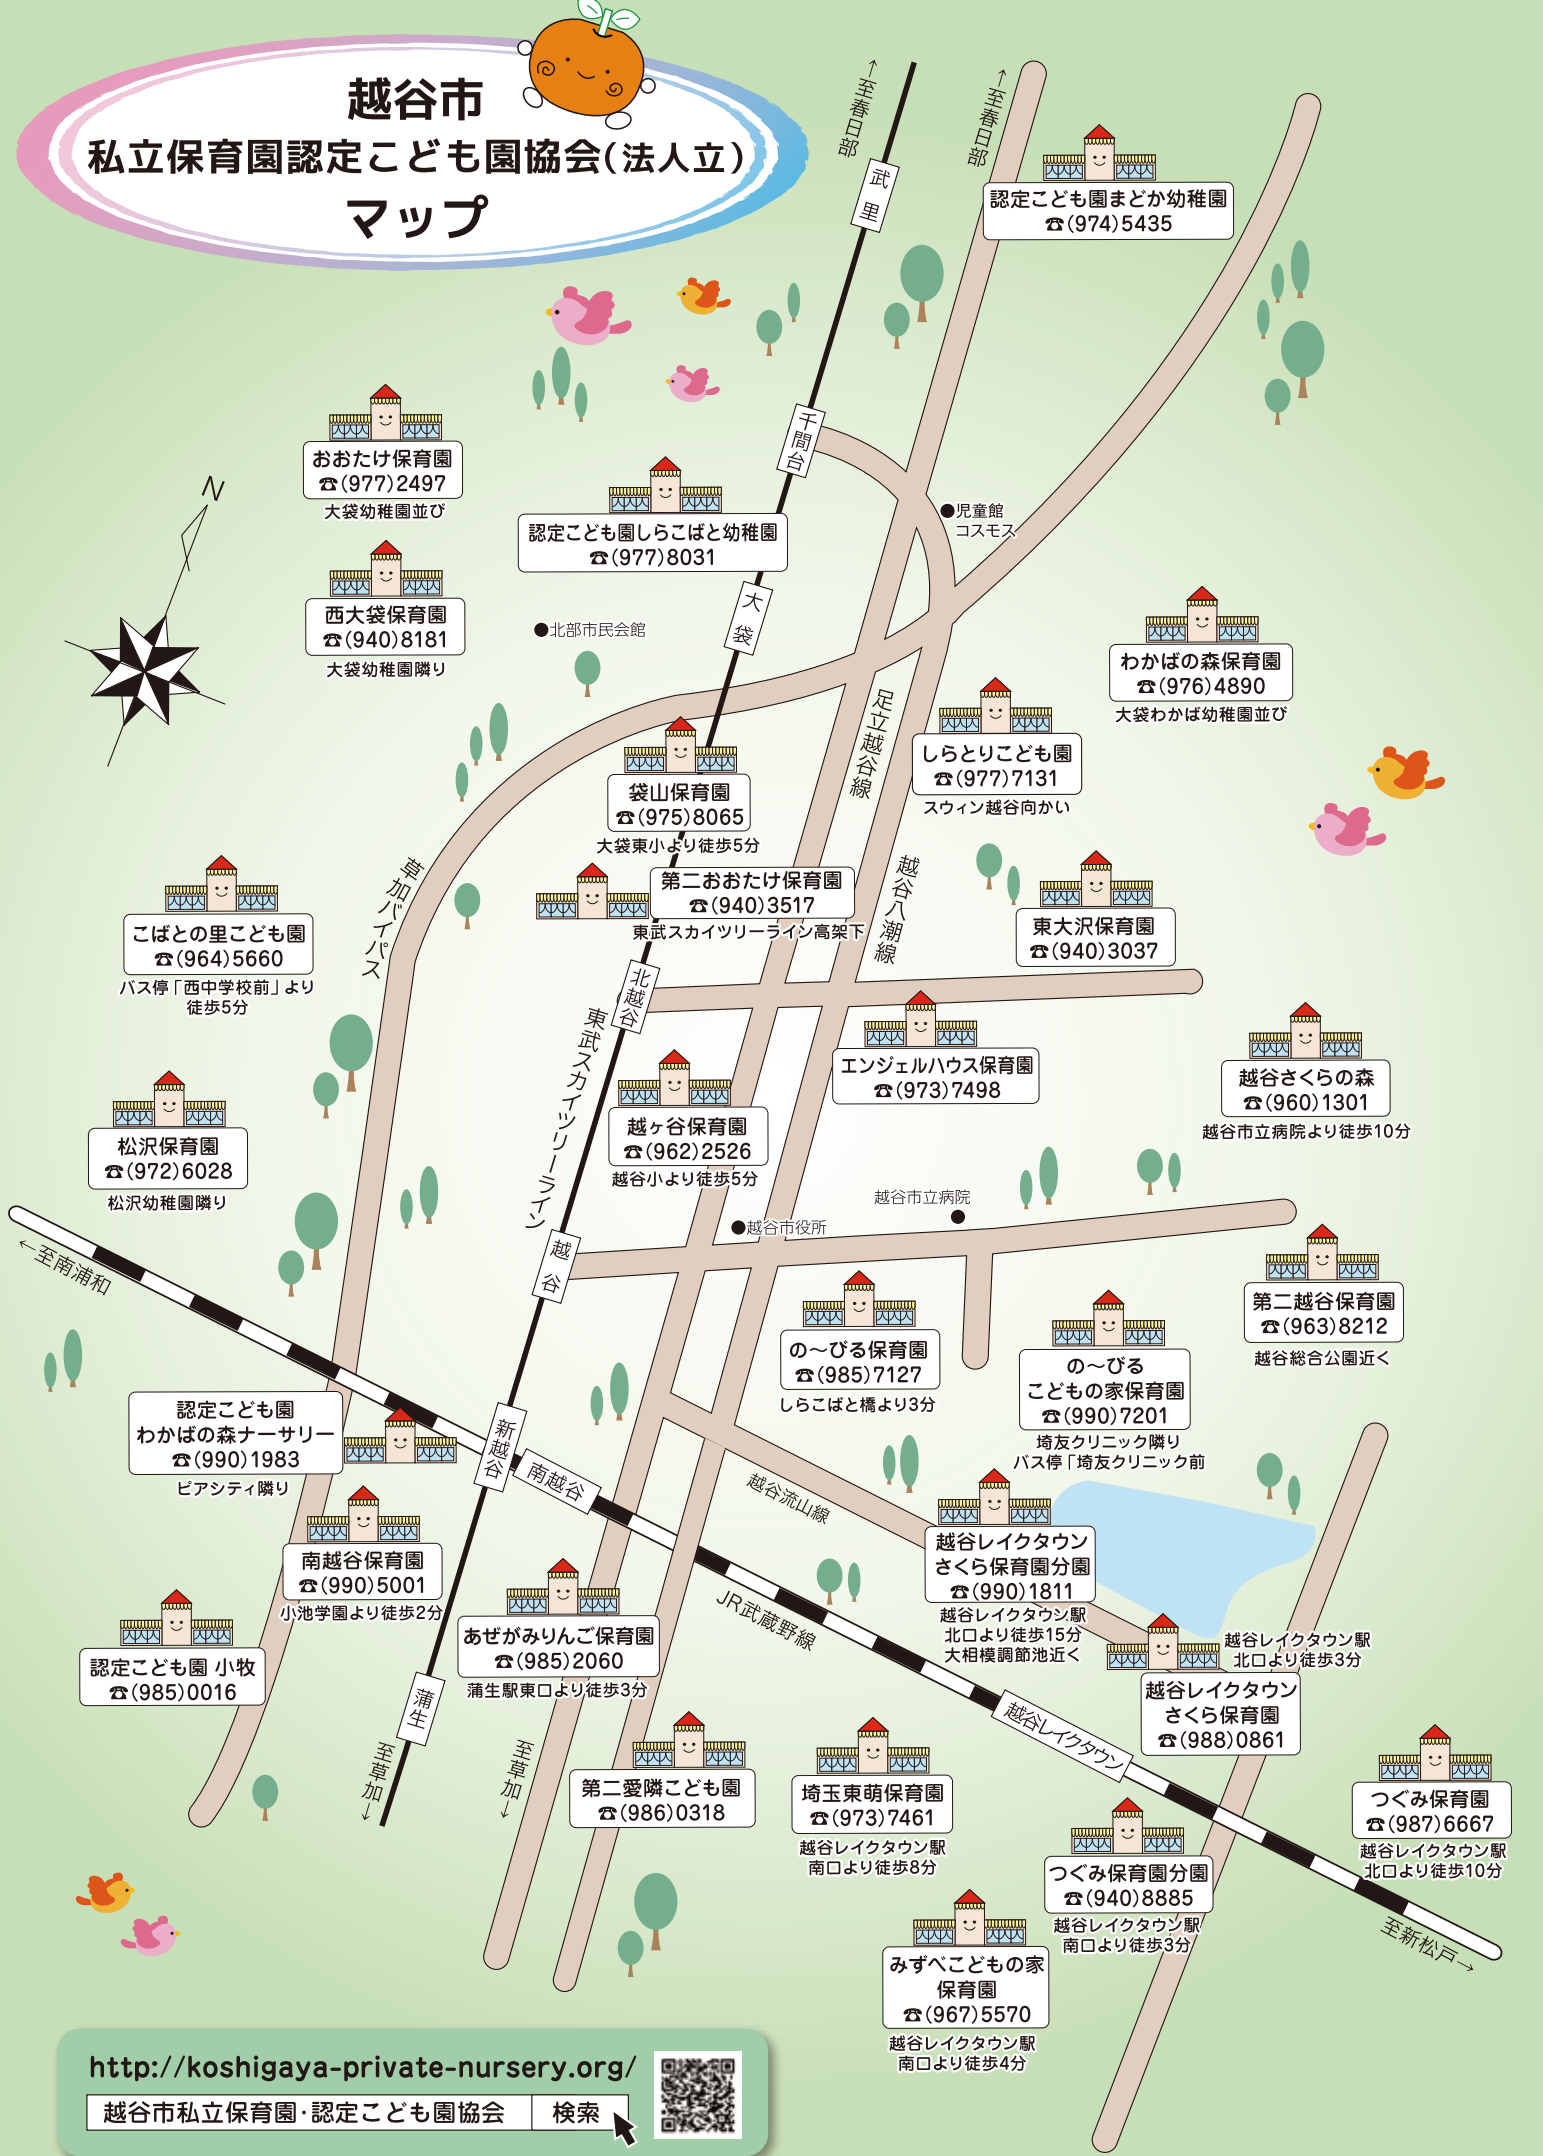 越谷市
私立保育園認定こども園協会(法人立)
マップ
↑至春日部
↑至春日部
武里
認定こども園まどか幼稚園
☎(974)5435
千間台
おおたけ保育園
☎(977)2497
大袋幼稚園並び
N
認定こども園しらこばと幼稚園
☎(977)8031
●児童館
コスモス
西大袋保育園
☎(940)8181
大袋幼稚園隣り
大袋
●北部市民会館
わかばの森保育園
☎(976)4890
大袋わかば幼稚園並び
足立越谷線
しらとりこども園
☎(977)7131
スウィン越谷向かい
袋山保育園
☎(975)8065
大袋東小より徒歩5分
草加バイパス
第二おおたけ保育園
☎(940)3517
東武スカイツリーライン高架下
越谷八潮線
東大沢保育園
☎(940)3037
こばとの里こども園
☎(964)5660
バス停「西中学校前」より
徒歩5分
北越谷
東武スカイツリーライン
エンジェルハウス保育園
☎(973)7498
越谷さくらの森
☎(960)1301
越谷市立病院より徒歩10分
松沢保育園
☎(972)6028
松沢幼稚園隣り
越ヶ谷保育園
☎(962)2526
越谷小より徒歩5分
越谷市立病院
●越谷市役所
←至南浦和
越谷
の〜びる保育園
☎(985)7127
しらこばと橋より3分
の〜びる
こどもの家保育園
☎(990)7201
埼友クリニック隣り
バス停「埼友クリニック前
第二越谷保育園
☎(963)8212
越谷総合公園近く
認定こども園
わかばの森ナーサリー
☎(990)1983
ピアシティ隣り
新越谷
南越谷
越谷流山線
南越谷保育園
☎(990)5001
小池学園より徒歩2分
越谷レイクタウン
さくら保育園分園
☎(990)1811
越谷レイクタウン駅
北口より徒歩15分
大相模調節池近く
JR武蔵野線
あぜがみりんご保育園
☎(985)2060
蒲生駅東口より徒歩3分
認定こども園 小牧
☎(985)0016
越谷レイクタウン駅
北口より徒歩3分
越谷レイクタウン
さくら保育園
☎(988)0861
蒲生
越谷レイクタウン
至草加↓
至草加↓
第二愛隣こども園
☎(986)0318
埼玉東萌保育園
☎(973)7461
越谷レイクタウン駅
南口より徒歩8分
つぐみ保育園
☎(987)6667
越谷レイクタウン駅
北口より徒歩10分
つぐみ保育園分園
☎(940)8885
越谷レイクタウン駅
南口より徒歩3分
至新松戸→
みずべこどもの家
保育園
☎(967)5570
越谷レイクタウン駅
南口より徒歩4分
http://koshigaya-private-nursery.org/
越谷市私立保育園・認定こども園協会 検索